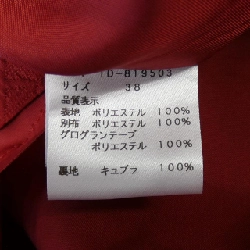 TD-H19503
サイズ 38
品質表示
表地 ポリエステル 100%
別布 ポリエステル 100%
グログランテープ
ポリエステル 100%
裏地 キュプラ 100%